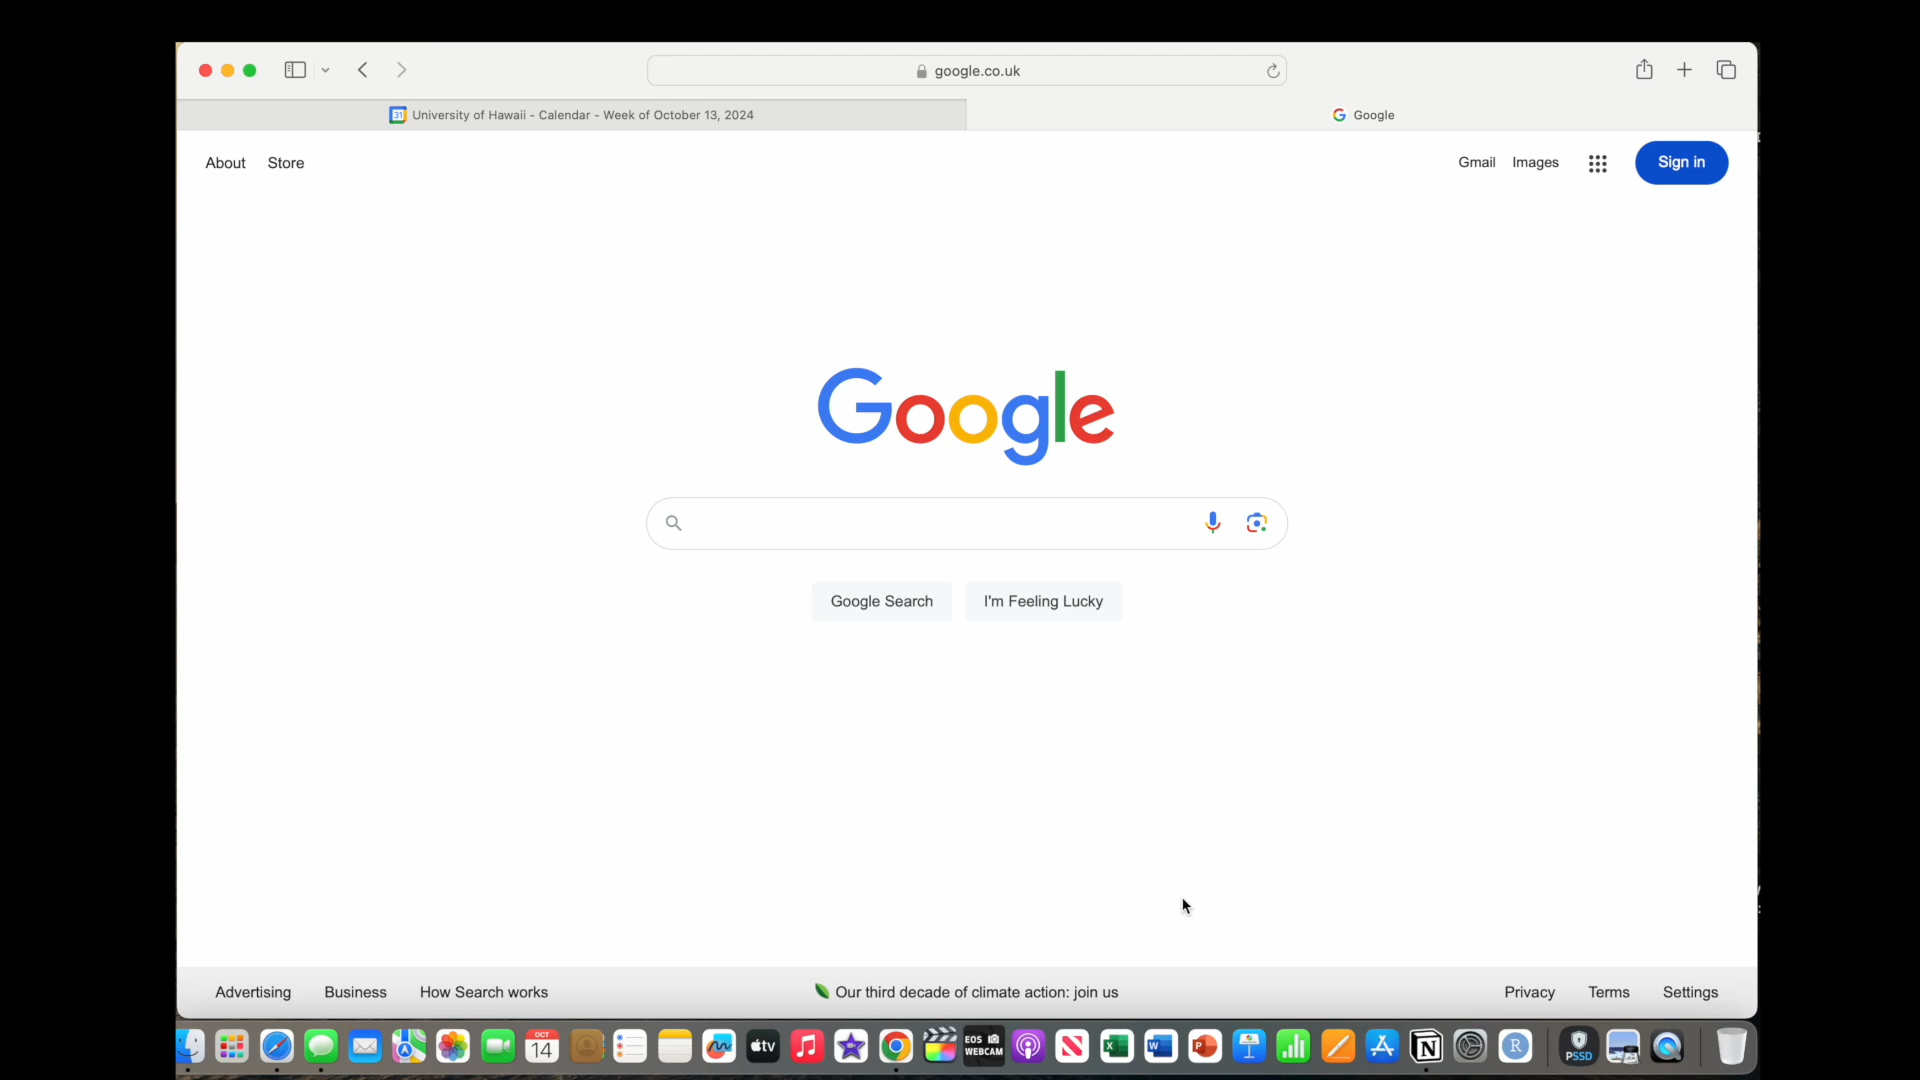 google.co.uk
31 University of Hawaii - Calendar - Week of October 13, 2024
Google
About Store
Gmail Images Sign in
Google
Google Search I'm Feeling Lucky
Advertising Business How Search works
Our third decade of climate action: join us
Privacy Terms Settings
OCT
14
tv
EOS
WEBCAM
X
W
P
N
R
PSSD